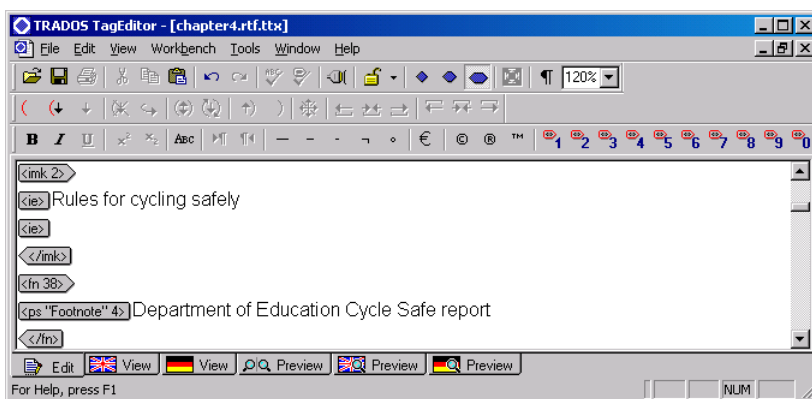 TRADOS TagEditor - [chapter4.rtf.ttx]
File Edit View Workbench Tools Window Help
ABC 120%
B I U x² x₂ ABC € © ® ™ 1 2 3 4 5 6 7 8 9 0
<imk 2>
<ie> Rules for cycling safely
<ie>
</imk>
<fn 38>
<ps "Footnote" 4> Department of Education Cycle Safe report
</fn>
Edit View View Preview Preview Preview
For Help, press F1 NUM